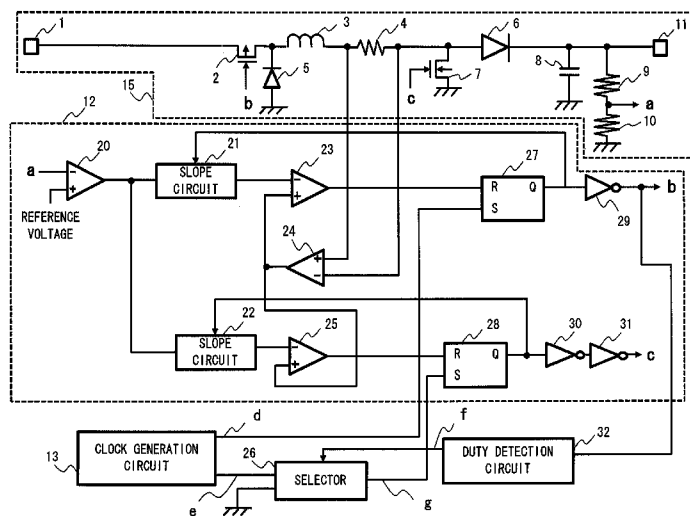 1
3
4
6
11
2
5
7
8
9
15
b
c
a
10
12
20
21
23
27
a
-
+
SLOPE
CIRCUIT
-
+
R Q
S
b
29
REFERENCE
VOLTAGE
24
+
-
22
25
28
30
31
SLOPE
CIRCUIT
-
+
R Q
S
c
d
f
32
13
CLOCK GENERATION
CIRCUIT
26
SELECTOR
DUTY DETECTION
CIRCUIT
e
g